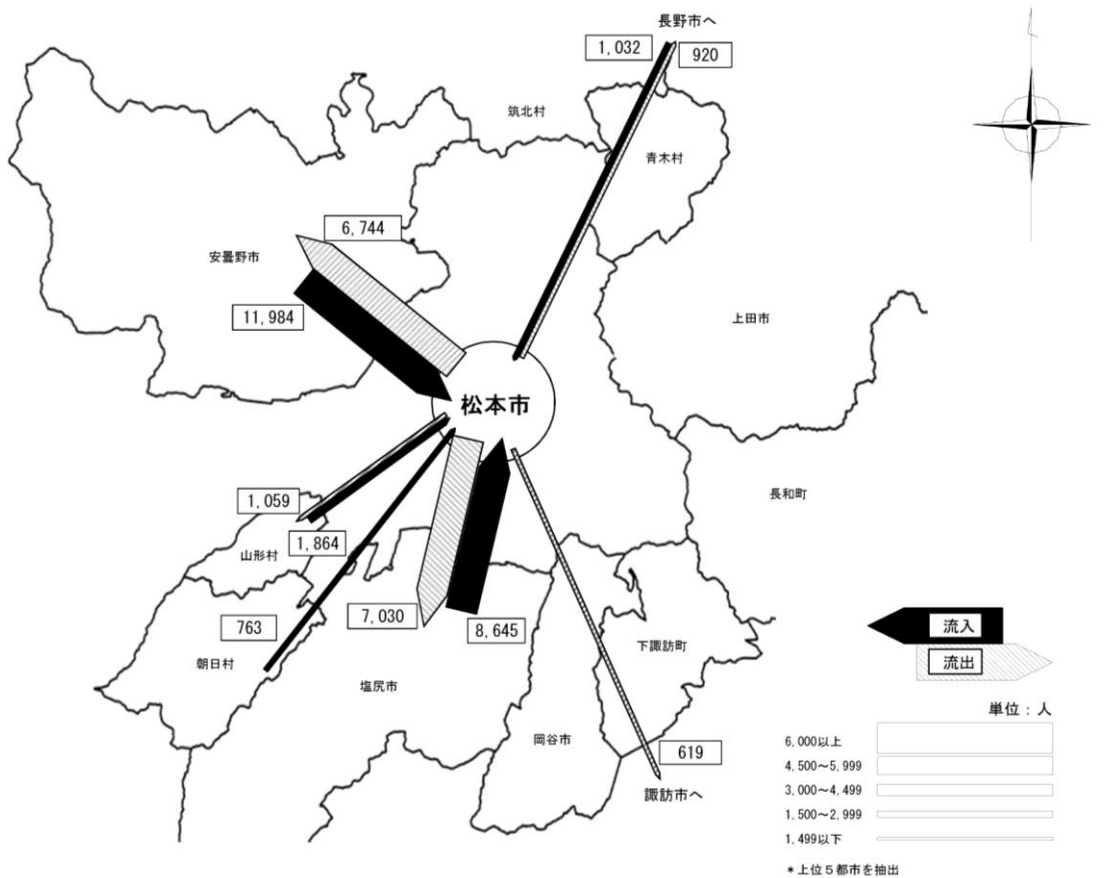 長野市へ
1,032
920
筑北村
青木村
6,744
安曇野市
11,984
上田市
松本市
長和町
1,059
1,864
山形村
7,030
763
8,645
朝日村
下諏訪町
塩尻市
岡谷市
619
諏訪市へ
流入
流出
単位：人
6,000以上
4,500～5,999
3,000～4,499
1,500～2,999
1,499以下
＊上位５都市を抽出